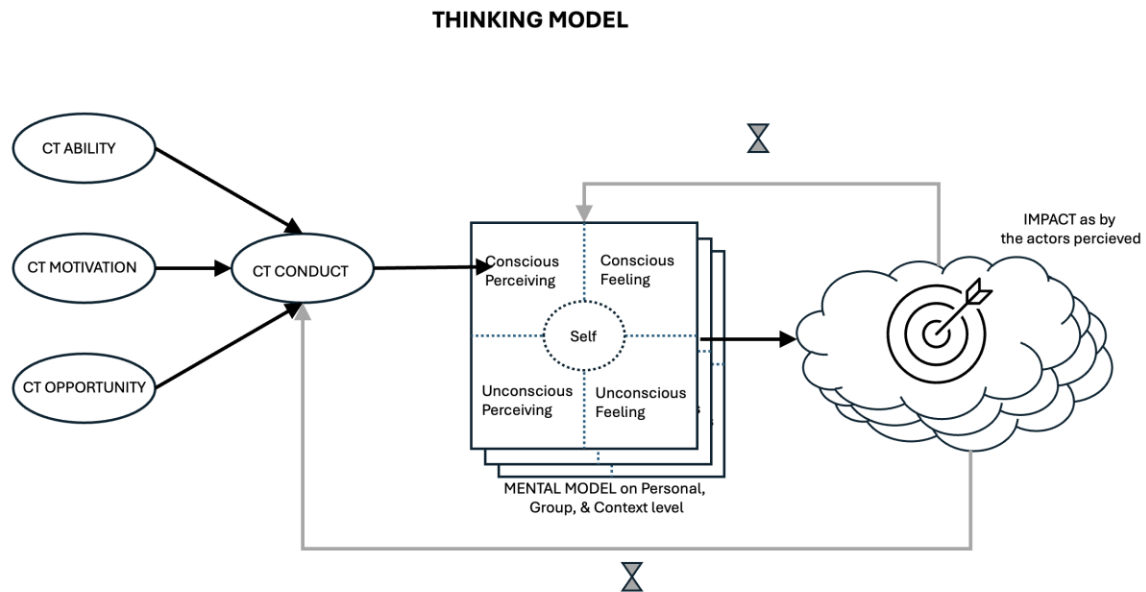 THINKING MODEL
CT ABILITY
CT MOTIVATION
CT OPPORTUNITY
CT CONDUCT
Conscious
Perceiving
Conscious
Feeling
Self
Unconscious
Perceiving
Unconscious
Feeling
MENTAL MODEL on Personal,
Group, & Context level
IMPACT as by
the actors percieved